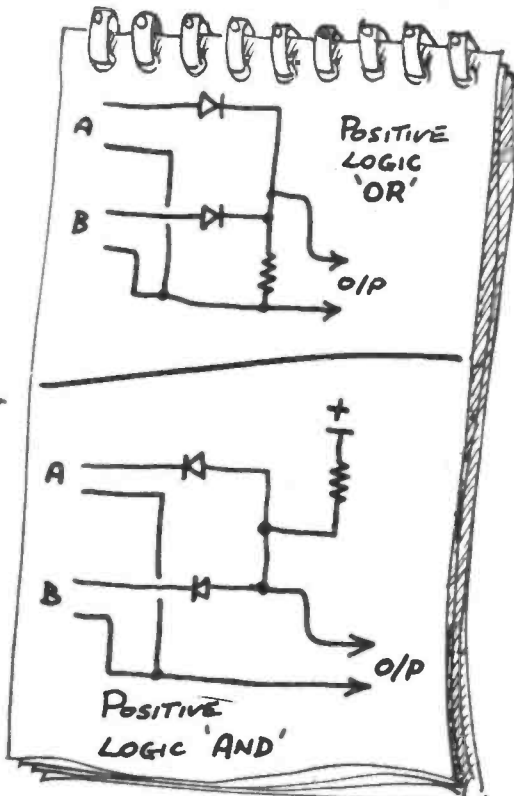 A
POSITIVE
LOGIC
'OR'
B
O/P
+
A
B
O/P
POSITIVE
LOGIC 'AND'